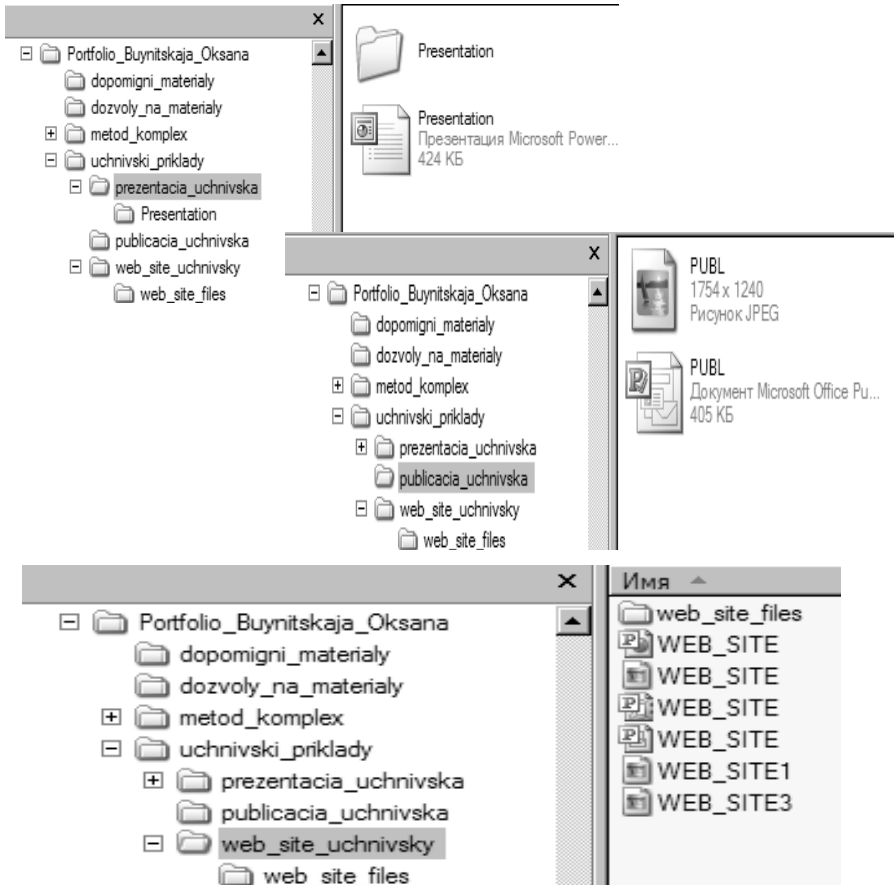 x
Portfolio_Buynitskaja_Oksana
dopomigni_materialy
dozvoly_na_materialy
metod_komplex
uchnivski_priklady
prezentacia_uchnivska
Presentation
publicacia_uchnivska
web_site_uchnivsky
web_site_files
Presentation
Presentation
Презентация Microsoft Power...
424 КБ
x
Portfolio_Buynitskaja_Oksana
dopomigni_materialy
dozvoly_na_materialy
metod_komplex
uchnivski_priklady
prezentacia_uchnivska
publicacia_uchnivska
web_site_uchnivsky
web_site_files
PUBL
1754 x 1240
Рисунок JPEG
PUBL
Документ Microsoft Office Pu...
405 КБ
x
Portfolio_Buynitskaja_Oksana
dopomigni_materialy
dozvoly_na_materialy
metod_komplex
uchnivski_priklady
prezentacia_uchnivska
publicacia_uchnivska
web_site_uchnivsky
web_site_files
Имя
web_site_files
WEB_SITE
WEB_SITE
WEB_SITE
WEB_SITE
WEB_SITE1
WEB_SITE3